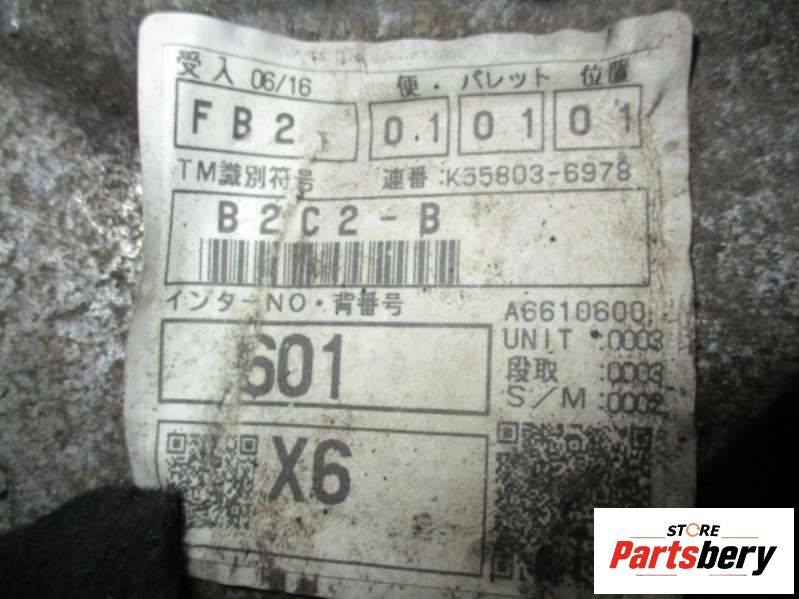 受入 06/16 便・パレット 位置
FB2 0.1 01 01
TM識別符号 連番:K55803-6978
B2C2-B
インターNO・背番号 A6610600
601 UNIT :0003
段取 :0003
S/M :0002
X6
STORE
Partsbery